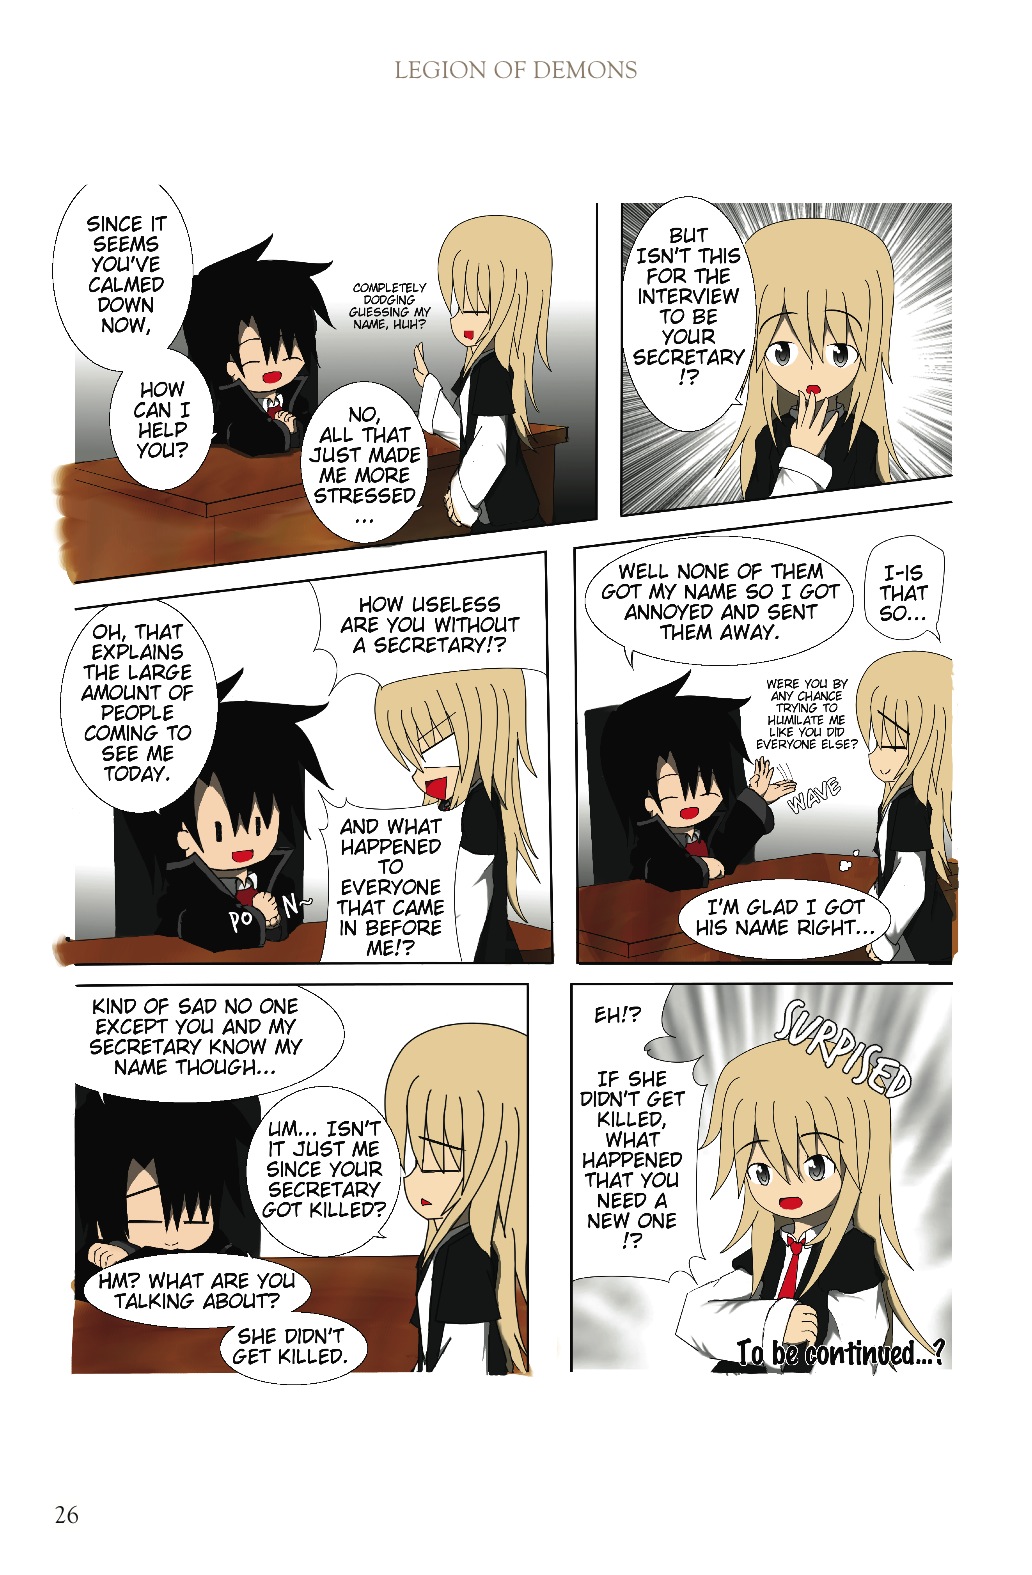 LEGION OF DEMONS
SINCE IT
SEEMS
YOU'VE
CALMED
DOWN
NOW,
HOW
CAN I
HELP
YOU?
COMPLETELY
DODGING
GUESSING MY
NAME, HUH?
NO,
ALL THAT
JUST MADE
ME MORE
STRESSED
...
BUT
ISN'T THIS
FOR THE
INTERVIEW
TO BE
YOUR
SECRETARY
!?
OH, THAT
EXPLAINS
THE LARGE
AMOUNT OF
PEOPLE
COMING TO
SEE ME
TODAY.
PO N~
HOW USELESS
ARE YOU WITHOUT
A SECRETARY!?
AND WHAT
HAPPENED
TO
EVERYONE
THAT CAME
IN BEFORE
ME!?
WELL NONE OF THEM
GOT MY NAME SO I GOT
ANNOYED AND SENT
THEM AWAY.
I-IS
THAT
SO...
WERE YOU BY
ANY CHANCE
TRYING TO
HUMILATE ME
LIKE YOU DID
EVERYONE ELSE?
WAVE
I'M GLAD I GOT
HIS NAME RIGHT...
KIND OF SAD NO ONE
EXCEPT YOU AND MY
SECRETARY KNOW MY
NAME THOUGH...
UM... ISN'T
IT JUST ME
SINCE YOUR
SECRETARY
GOT KILLED?
HM? WHAT ARE YOU
TALKING ABOUT?
SHE DIDN'T
GET KILLED.
EH!?
SURPISED
IF SHE
DIDN'T GET
KILLED,
WHAT
HAPPENED
THAT YOU
NEED A
NEW ONE
!?
To be continued...?
26